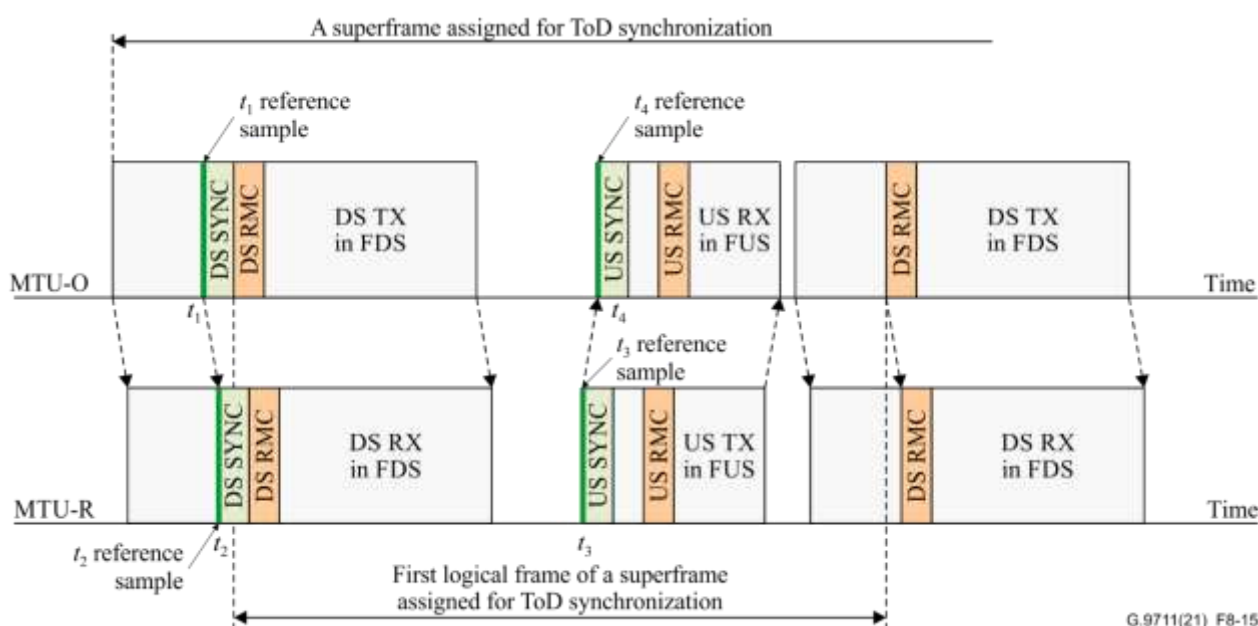 A superframe assigned for ToD synchronization
t1 reference
sample
t4 reference
sample
DS SYNC
DS RMC
DS TX
in FDS
US SYNC
US RMC
US RX
in FUS
DS RMC
DS TX
in FDS
MTU-O
Time
t1
t4
t3 reference
sample
DS SYNC
DS RMC
DS RX
in FDS
US SYNC
US RMC
US TX
in FUS
DS RMC
DS RX
in FDS
MTU-R
Time
t2 reference
sample
t2
t3
First logical frame of a superframe
assigned for ToD synchronization
G.9711(21)_F8-15